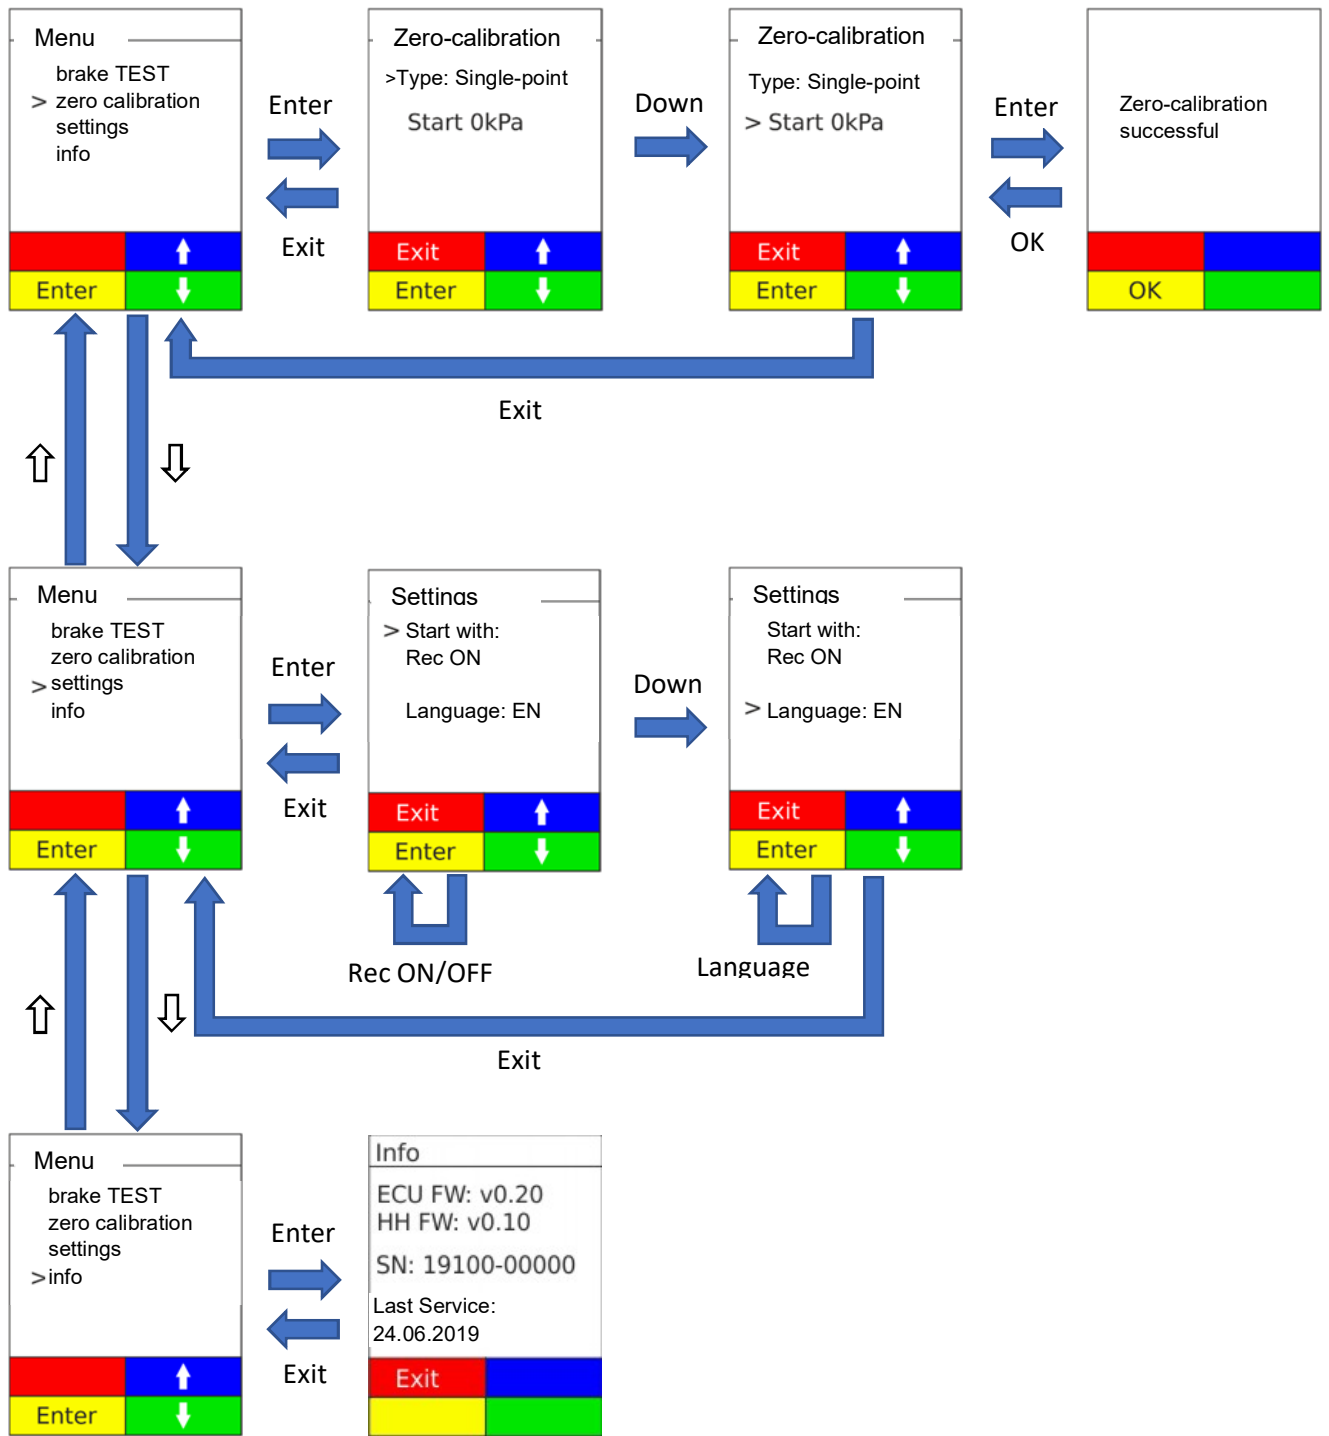 Menu
brake TEST
> zero calibration
settings
info
Enter
Enter
Exit
Zero-calibration
>Type: Single-point
Start 0kPa
Exit
Enter
Down
Zero-calibration
Type: Single-point
> Start 0kPa
Exit
Enter
Enter
OK
Zero-calibration
successful
OK
Exit
Menu
brake TEST
zero calibration
> settings
info
Enter
Enter
Exit
Settings
> Start with:
Rec ON
Language: EN
Exit
Enter
Rec ON/OFF
Down
Settings
Start with:
Rec ON
> Language: EN
Exit
Enter
Language
Exit
Menu
brake TEST
zero calibration
settings
>info
Enter
Enter
Exit
Info
ECU FW: v0.20
HH FW: v0.10
SN: 19100-00000
Last Service:
24.06.2019
Exit